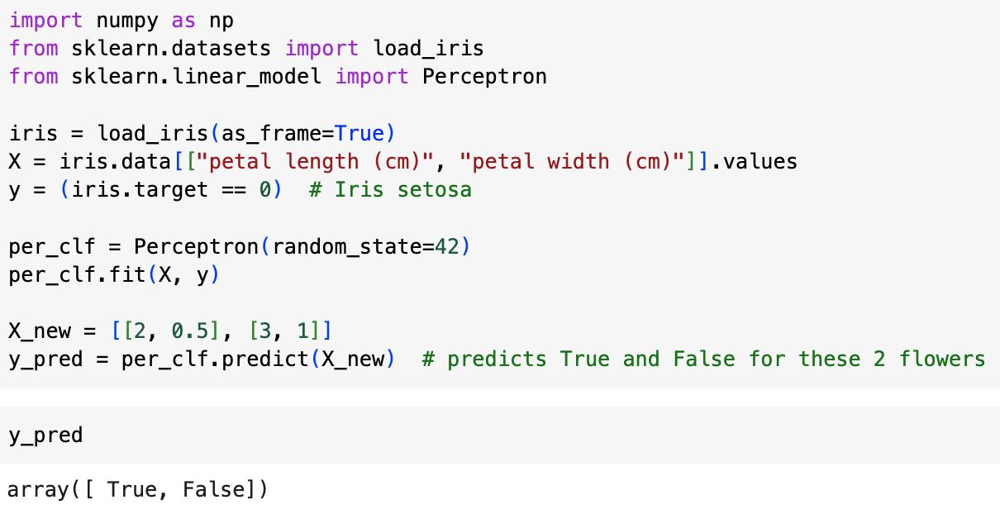 import numpy as np
from sklearn.datasets import load_iris
from sklearn.linear_model import Perceptron
iris = load_iris(as_frame=True)
X = iris.data[["petal length (cm)", "petal width (cm)"]].values
y = (iris.target == 0)  # Iris setosa
per_clf = Perceptron(random_state=42)
per_clf.fit(X, y)
X_new = [[2, 0.5], [3, 1]]
y_pred = per_clf.predict(X_new)  # predicts True and False for these 2 flowers
y_pred
array([ True, False])